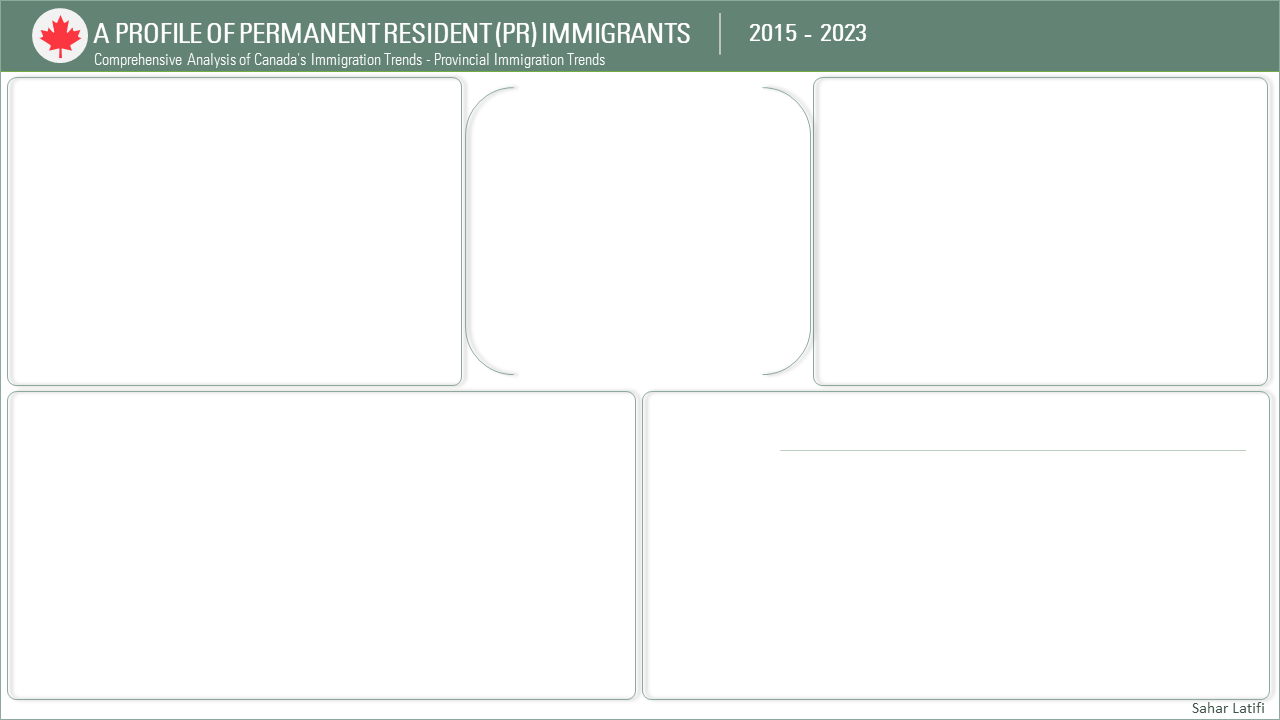 A PROFILE OF PERMANENT RESIDENT (PR) IMMIGRANTS
2015 - 2023
Comprehensive Analysis of Canada's Immigration Trends - Provincial Immigration Trends
Sahar Latifi